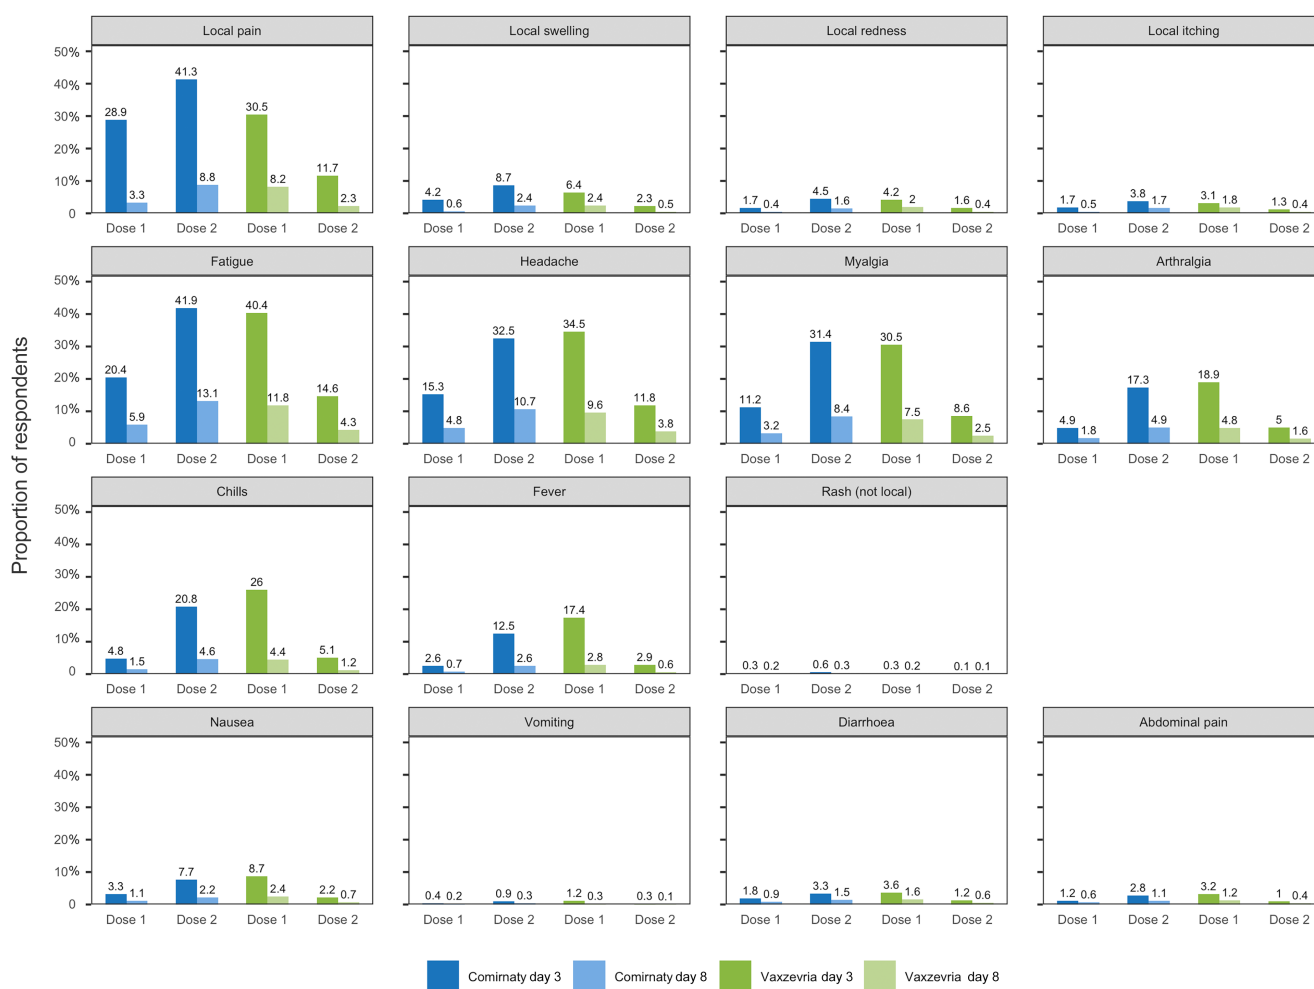 Proportion of respondents
Local pain
50%
40%
30%
20%
10%
0
28.9 3.3 41.3 8.8 30.5 8.2 11.7 2.3
Dose 1 Dose 2 Dose 1 Dose 2
Local swelling
4.2 0.6 8.7 2.4 6.4 2.4 2.3 0.5
Dose 1 Dose 2 Dose 1 Dose 2
Local redness
1.7 0.4 4.5 1.6 4.2 2 1.6 0.4
Dose 1 Dose 2 Dose 1 Dose 2
Local itching
1.7 0.5 3.8 1.7 3.1 1.8 1.3 0.4
Dose 1 Dose 2 Dose 1 Dose 2
Fatigue
50%
40%
30%
20%
10%
0
20.4 5.9 41.9 13.1 40.4 11.8 14.6 4.3
Dose 1 Dose 2 Dose 1 Dose 2
Headache
15.3 4.8 32.5 10.7 34.5 9.6 11.8 3.8
Dose 1 Dose 2 Dose 1 Dose 2
Myalgia
11.2 3.2 31.4 8.4 30.5 7.5 8.6 2.5
Dose 1 Dose 2 Dose 1 Dose 2
Arthralgia
4.9 1.8 17.3 4.9 18.9 4.8 5 1.6
Dose 1 Dose 2 Dose 1 Dose 2
Chills
50%
40%
30%
20%
10%
0
4.8 1.5 20.8 4.6 26 4.4 5.1 1.2
Dose 1 Dose 2 Dose 1 Dose 2
Fever
2.6 0.7 12.5 2.6 17.4 2.8 2.9 0.6
Dose 1 Dose 2 Dose 1 Dose 2
Rash (not local)
0.3 0.2 0.6 0.3 0.3 0.2 0.1 0.1
Dose 1 Dose 2 Dose 1 Dose 2
Nausea
50%
40%
30%
20%
10%
0
3.3 1.1 7.7 2.2 8.7 2.4 2.2 0.7
Dose 1 Dose 2 Dose 1 Dose 2
Vomiting
0.4 0.2 0.9 0.3 1.2 0.3 0.3 0.1
Dose 1 Dose 2 Dose 1 Dose 2
Diarrhoea
1.8 0.9 3.3 1.5 3.6 1.6 1.2 0.6
Dose 1 Dose 2 Dose 1 Dose 2
Abdominal pain
1.2 0.6 2.8 1.1 3.2 1.2 1 0.4
Dose 1 Dose 2 Dose 1 Dose 2
Comirnaty day 3 Comirnaty day 8 Vaxzevria day 3 Vaxzevria day 8